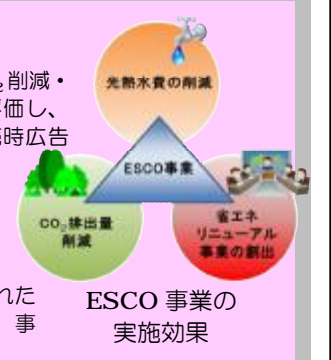 削減・
評価し、
時広告
光熱水費の削減
ESCO事業
CO₂排出量
削減
省エネ
リニューアル
事業の創出
れた
事
ESCO 事業の
実施効果